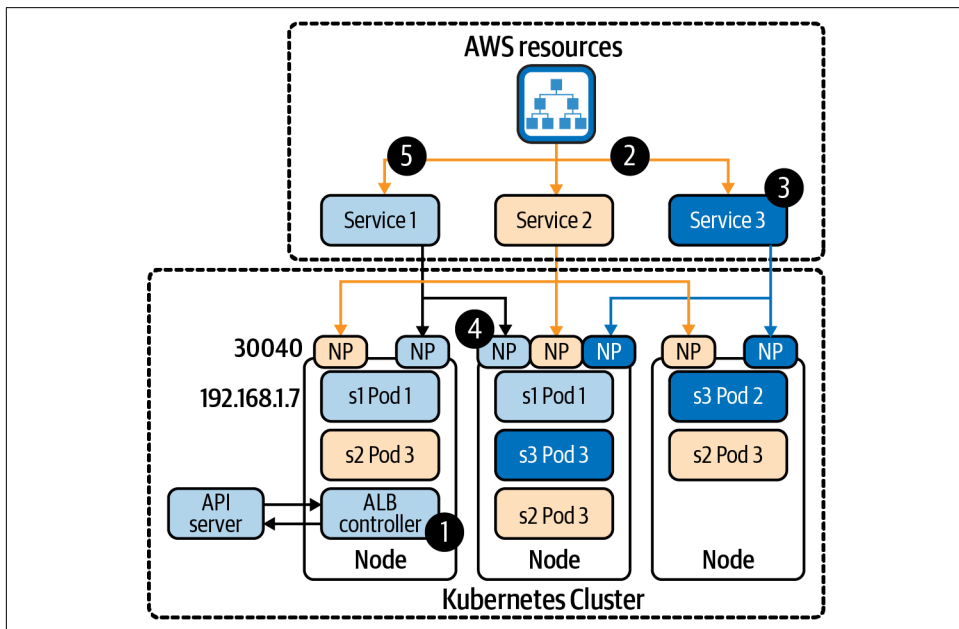 AWS resources
5
2
3
Service 1
Service 2
Service 3
4
30040
NP
NP
NP
NP
NP
NP
NP
192.168.1.7
s1 Pod 1
s1 Pod 1
s3 Pod 2
s2 Pod 3
s3 Pod 3
s2 Pod 3
API
server
ALB
controller
1
s2 Pod 3
Node
Node
Node
Kubernetes Cluster